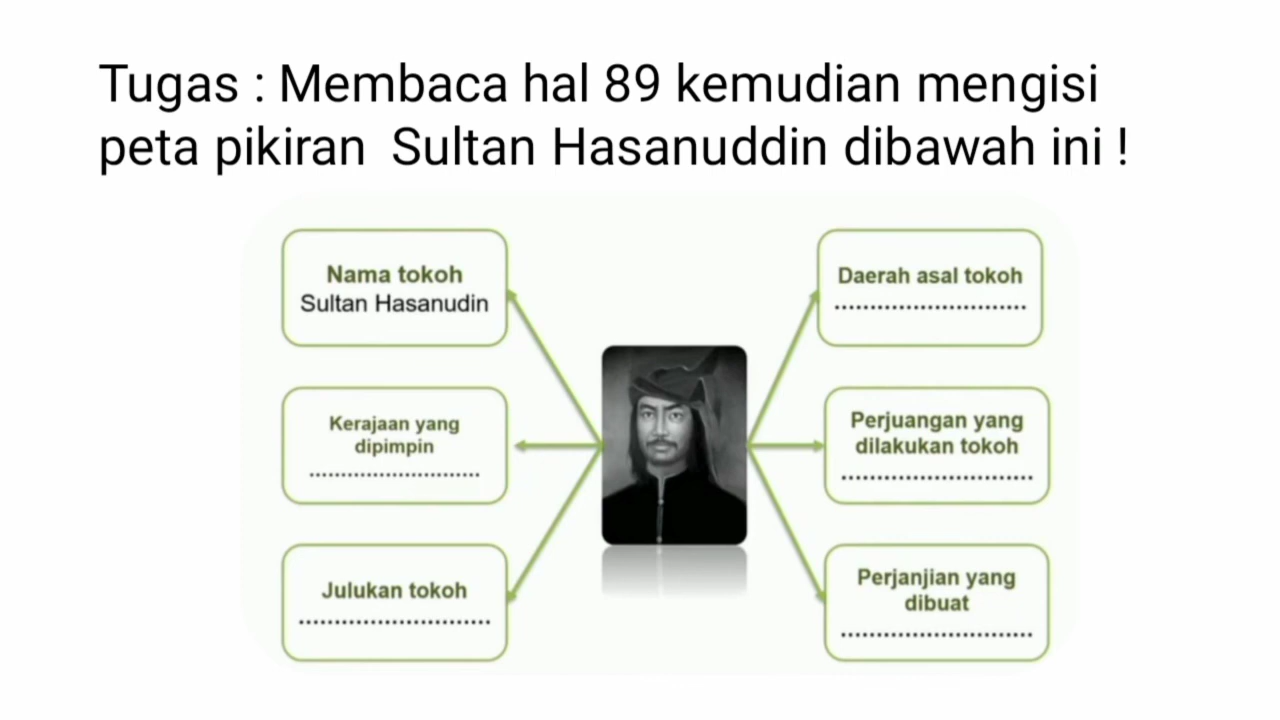 Tugas : Membaca hal 89 kemudian mengisi
peta pikiran Sultan Hasanuddin dibawah ini !
Nama tokoh
Sultan Hasanudin
Kerajaan yang
dipimpin
............................
Julukan tokoh
............................
Daerah asal tokoh
............................
Perjuangan yang
dilakukan tokoh
............................
Perjanjian yang
dibuat
............................